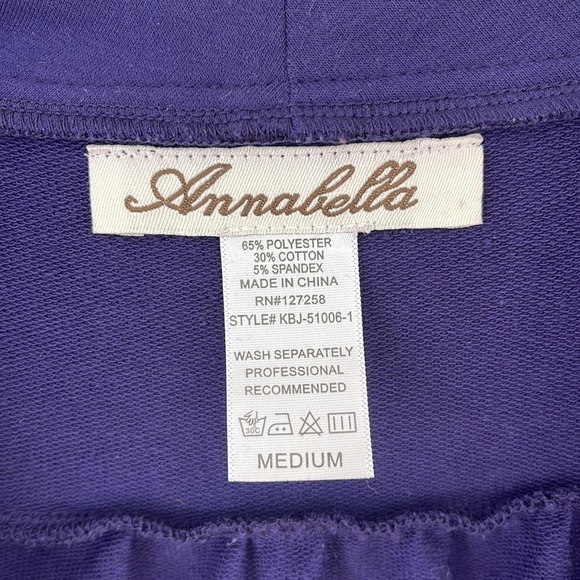 Annabella
65% POLYESTER
30% COTTON
5% SPANDEX
MADE IN CHINA
RN#127258
STYLE# KBJ-51006-1
WASH SEPARATELY
PROFESSIONAL
RECOMMENDED
30C
MEDIUM